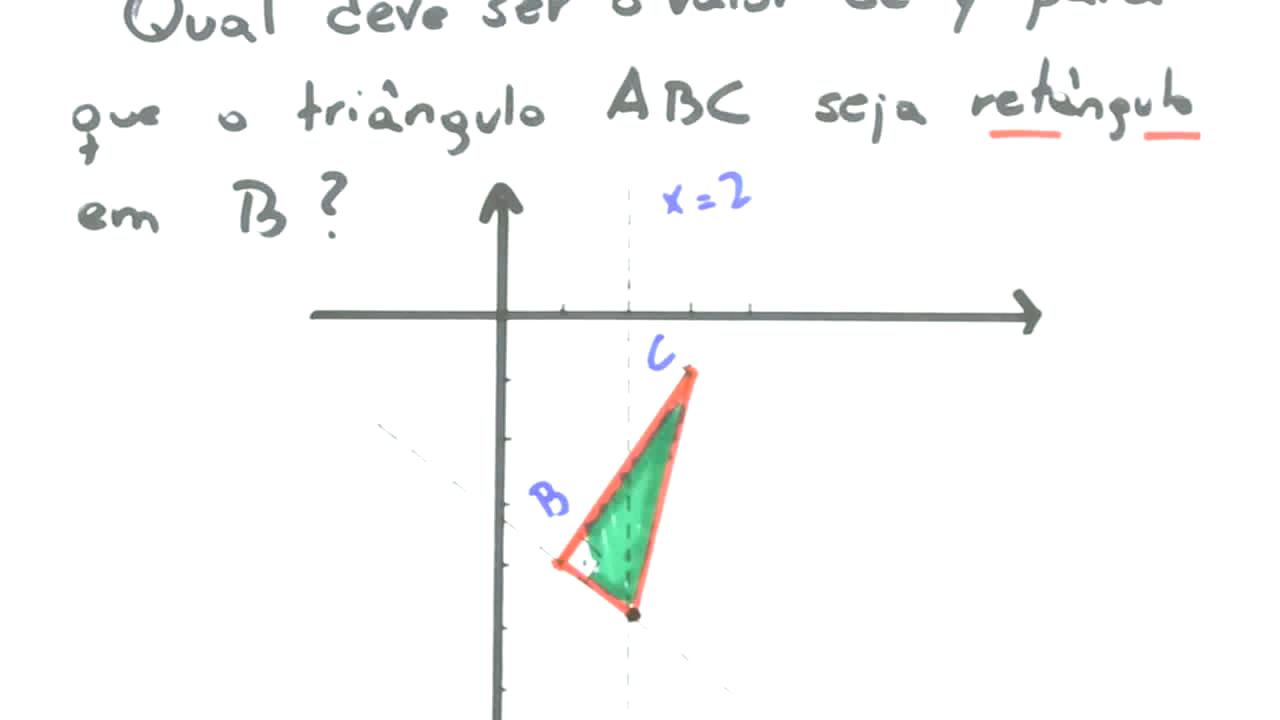 Qual deve ser o valor de y para
que o triângulo ABC seja retângulo
em B?
x = 2
C
B